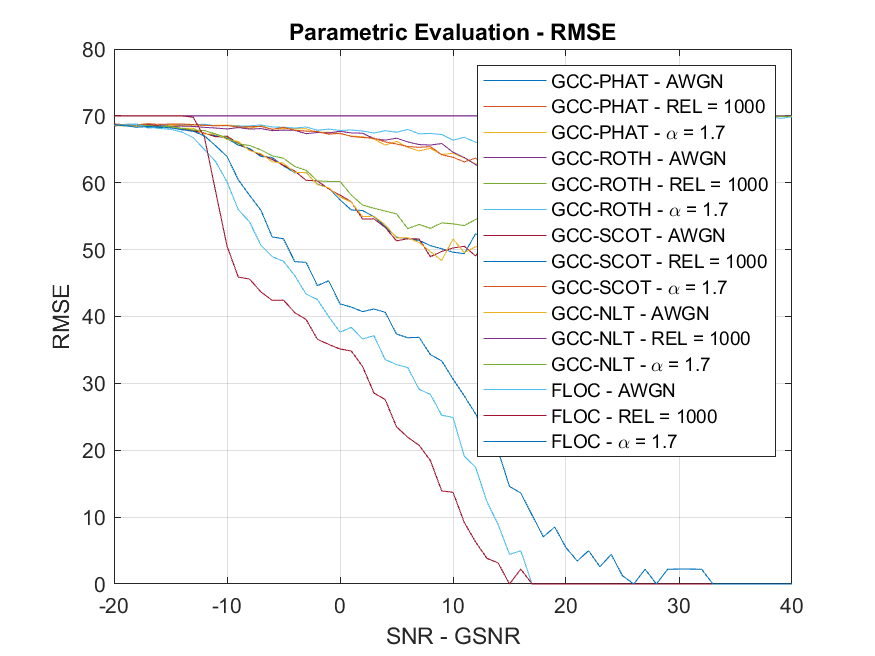 Parametric Evaluation - RMSE
80
70
60
50
40
30
20
10
0
RMSE
GCC-PHAT - AWGN
GCC-PHAT - REL = 1000
GCC-PHAT - α = 1.7
GCC-ROTH - AWGN
GCC-ROTH - REL = 1000
GCC-ROTH - α = 1.7
GCC-SCOT - AWGN
GCC-SCOT - REL = 1000
GCC-SCOT - α = 1.7
GCC-NLT - AWGN
GCC-NLT - REL = 1000
GCC-NLT - α = 1.7
FLOC - AWGN
FLOC - REL = 1000
FLOC - α = 1.7
-20 -10 0 10 20 30 40
SNR - GSNR